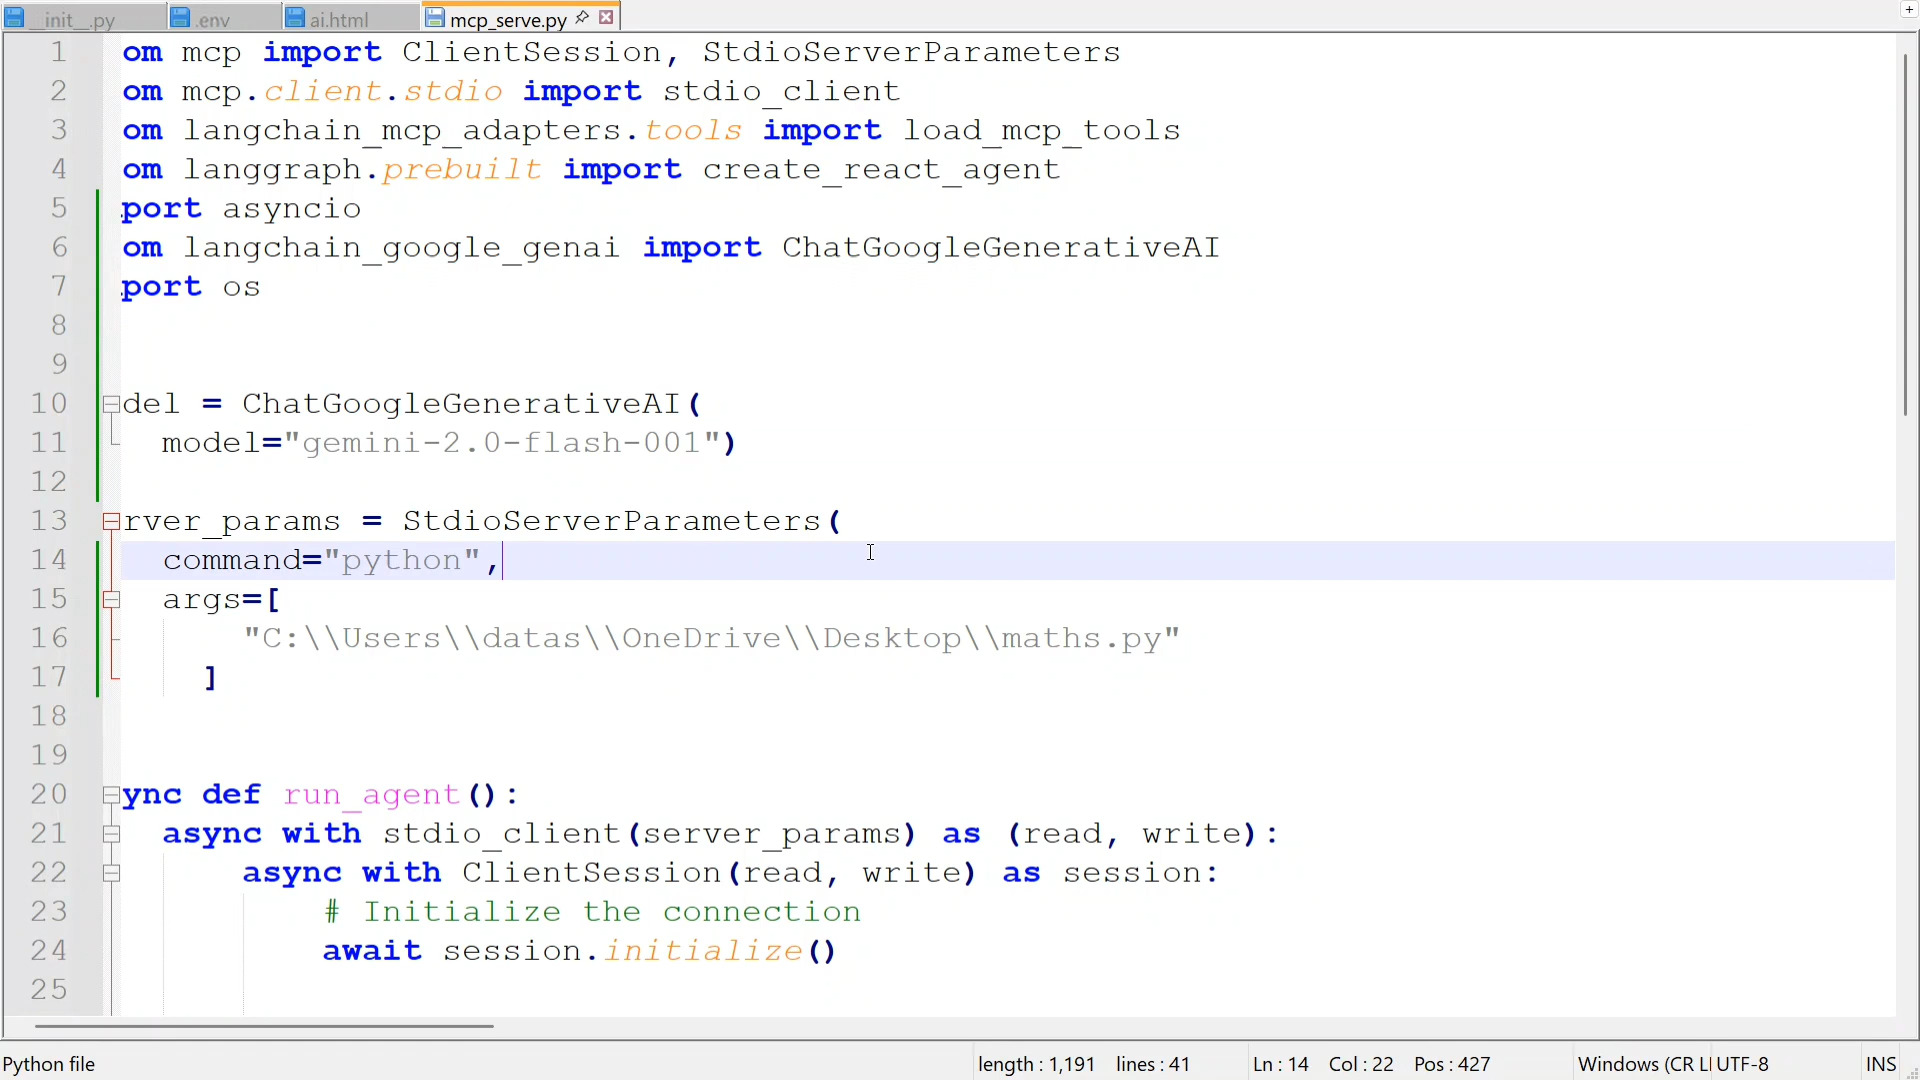 __init__.py .env ai.html mcp_serve.py
+
1 om mcp import ClientSession, StdioServerParameters
2 om mcp.client.stdio import stdio_client
3 om langchain_mcp_adapters.tools import load_mcp_tools
4 om langgraph.prebuilt import create_react_agent
5 port asyncio
6 om langchain_google_genai import ChatGoogleGenerativeAI
7 port os
8
9
10 del = ChatGoogleGenerativeAI(
11 model="gemini-2.0-flash-001")
12
13 rver_params = StdioServerParameters(
14 command="python",
15 args=[
16 "C:\\Users\\datas\\OneDrive\\Desktop\\maths.py"
17 ]
18
19
20 ync def run_agent():
21 async with stdio_client(server_params) as (read, write):
22 async with ClientSession(read, write) as session:
23 # Initialize the connection
24 await session.initialize()
25
Python file length : 1,191 lines : 41 Ln : 14 Col : 22 Pos : 427 Windows (CR LI UTF-8 INS